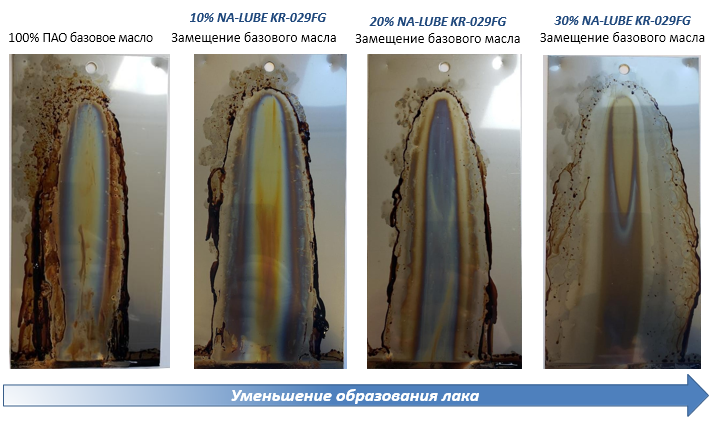 100% ПАО базовое масло
10% NA-LUBE KR-029FG
Замещение базового масла
20% NA-LUBE KR-029FG
Замещение базового масла
30% NA-LUBE KR-029FG
Замещение базового масла
Уменьшение образования лака